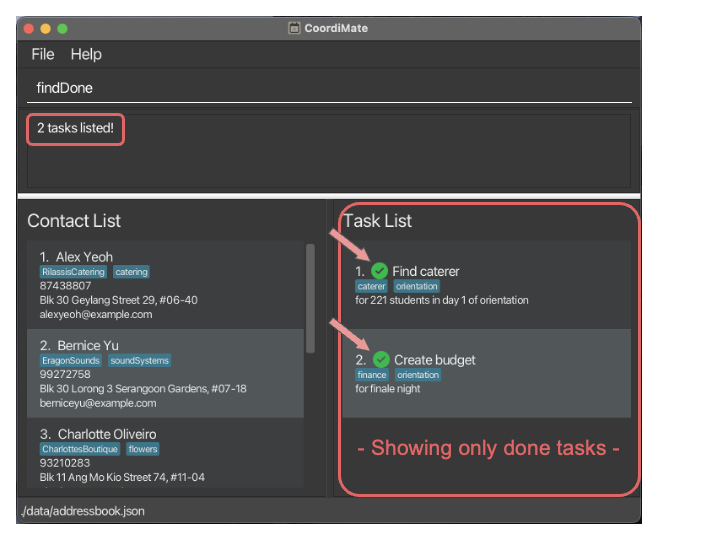 CoordiMate
File Help
findDone
2 tasks listed!
Contact List
1. Alex Yeoh
RilassisCatering catering
87438807
Blk 30 Geylang Street 29, #06-40
alexyeoh@example.com
2. Bernice Yu
EragonSounds soundSystems
99272758
Blk 30 Lorong 3 Serangoon Gardens, #07-18
berniceyu@example.com
3. Charlotte Oliveiro
CharlottesBoutique flowers
93210283
Blk 11 Ang Mo Kio Street 74, #11-04
Task List
1. Find caterer
caterer orientation
for 221 students in day 1 of orientation
2. Create budget
finance orientation
for finale night
- Showing only done tasks -
./data/addressbook.json